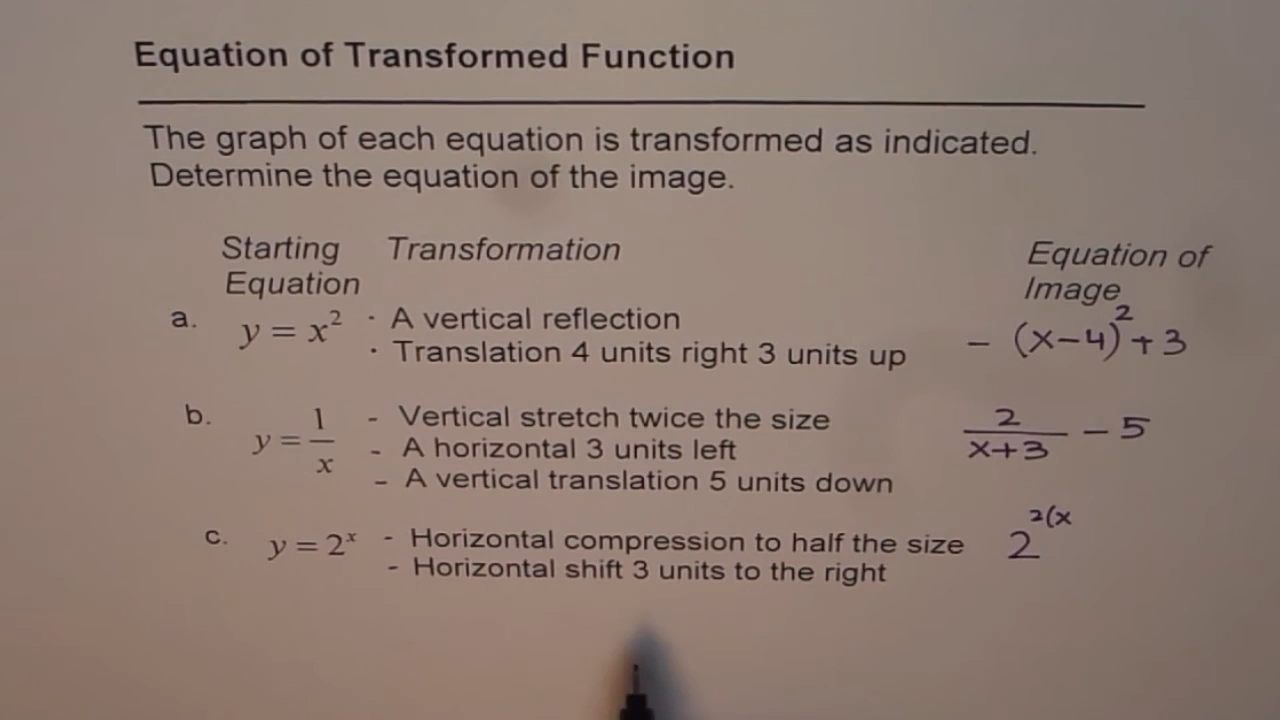 Equation of Transformed Function
The graph of each equation is transformed as indicated.
Determine the equation of the image.
Starting Transformation Equation of
Equation Image
a. y = x² · A vertical reflection
· Translation 4 units right 3 units up − (x−4)² + 3
b. y = 1/x - Vertical stretch twice the size
- A horizontal 3 units left 2/(x+3) − 5
- A vertical translation 5 units down
c. y = 2ˣ - Horizontal compression to half the size 2^2(x
- Horizontal shift 3 units to the right